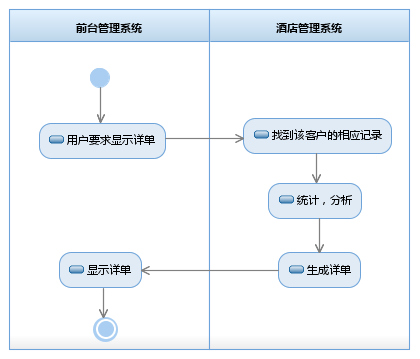 前台管理系统
酒店管理系统
用户要求显示详单
找到该客户的相应记录
统计，分析
显示详单
生成详单